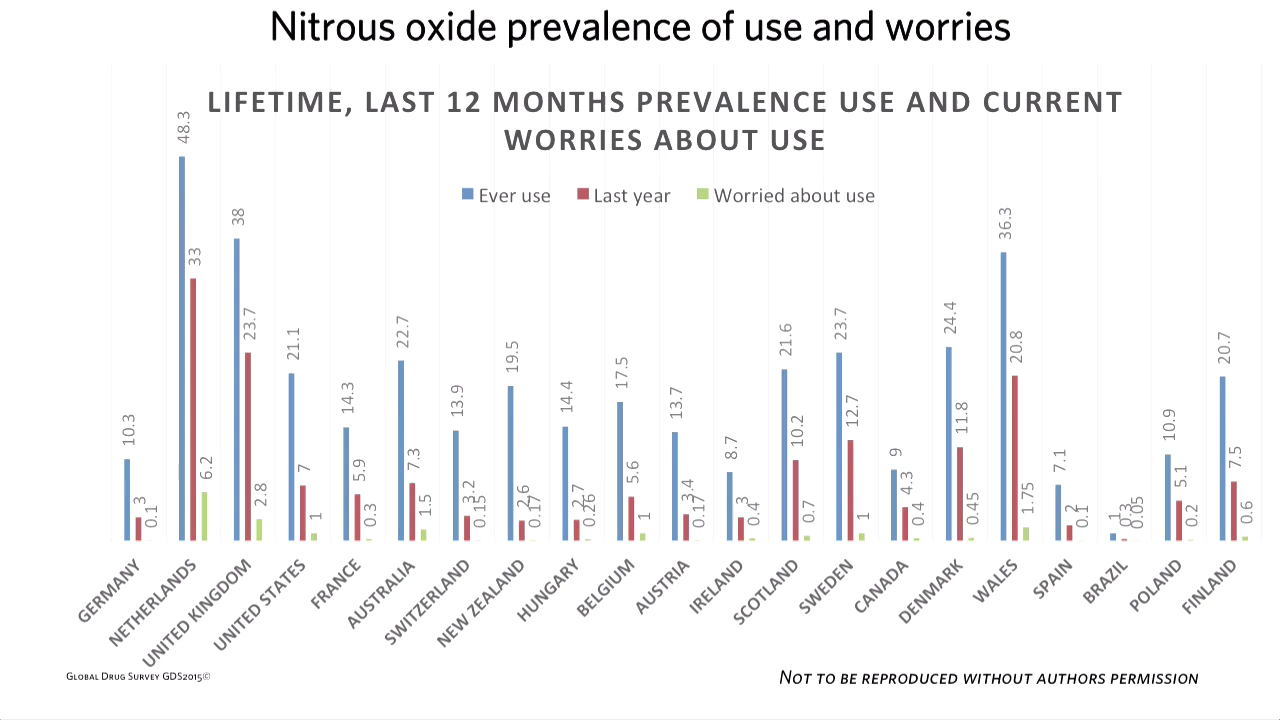 Nitrous oxide prevalence of use and worries
LIFETIME, LAST 12 MONTHS PREVALENCE USE AND CURRENT
WORRIES ABOUT USE
Ever use
Last year
Worried about use
10.3
3
0.1
48.3
33
6.2
38
23.7
2.8
21.1
7
1
14.3
5.9
0.3
22.7
7.3
1.5
13.9
3.2
0.15
19.5
2.6
0.17
14.4
2.7
0.26
17.5
5.6
1
13.7
3.4
0.17
8.7
3
0.4
21.6
10.2
0.7
23.7
12.7
1
9
4.3
0.4
24.4
11.8
0.45
36.3
20.8
1.75
7.1
2
0.1
1
0.3
0.05
10.9
5.1
0.2
20.7
7.5
0.6
GERMANY
NETHERLANDS
UNITED KINGDOM
UNITED STATES
FRANCE
AUSTRALIA
SWITZERLAND
NEW ZEALAND
HUNGARY
BELGIUM
AUSTRIA
IRELAND
SCOTLAND
SWEDEN
CANADA
DENMARK
WALES
SPAIN
BRAZIL
POLAND
FINLAND
GLOBAL DRUG SURVEY GDS2015©
NOT TO BE REPRODUCED WITHOUT AUTHORS PERMISSION